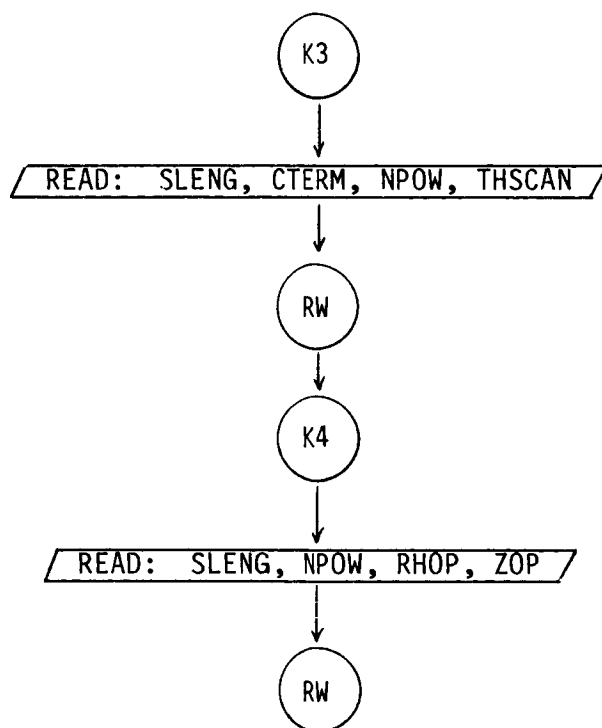 K3
READ: SLENG, CTERM, NPOW, THSCAN
RW
K4
READ: SLENG, NPOW, RHOP, ZOP
RW